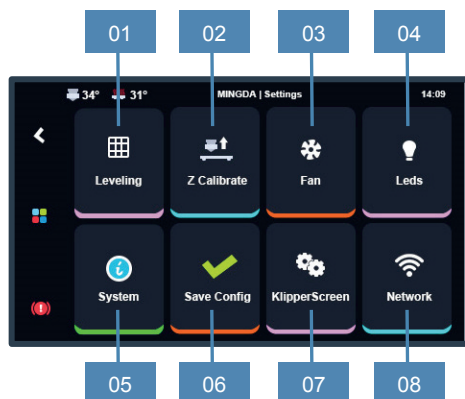 01 02 03 04
34° 31° MINGDA | Settings 14:09
Leveling Z Calibrate Fan Leds
System Save Config KlipperScreen Network
05 06 07 08